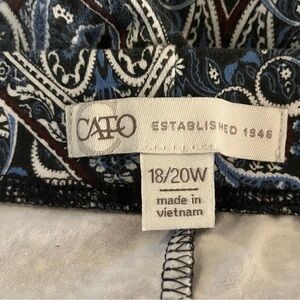 CATO ESTABLISHED 1946
18/20W
made in
vietnam